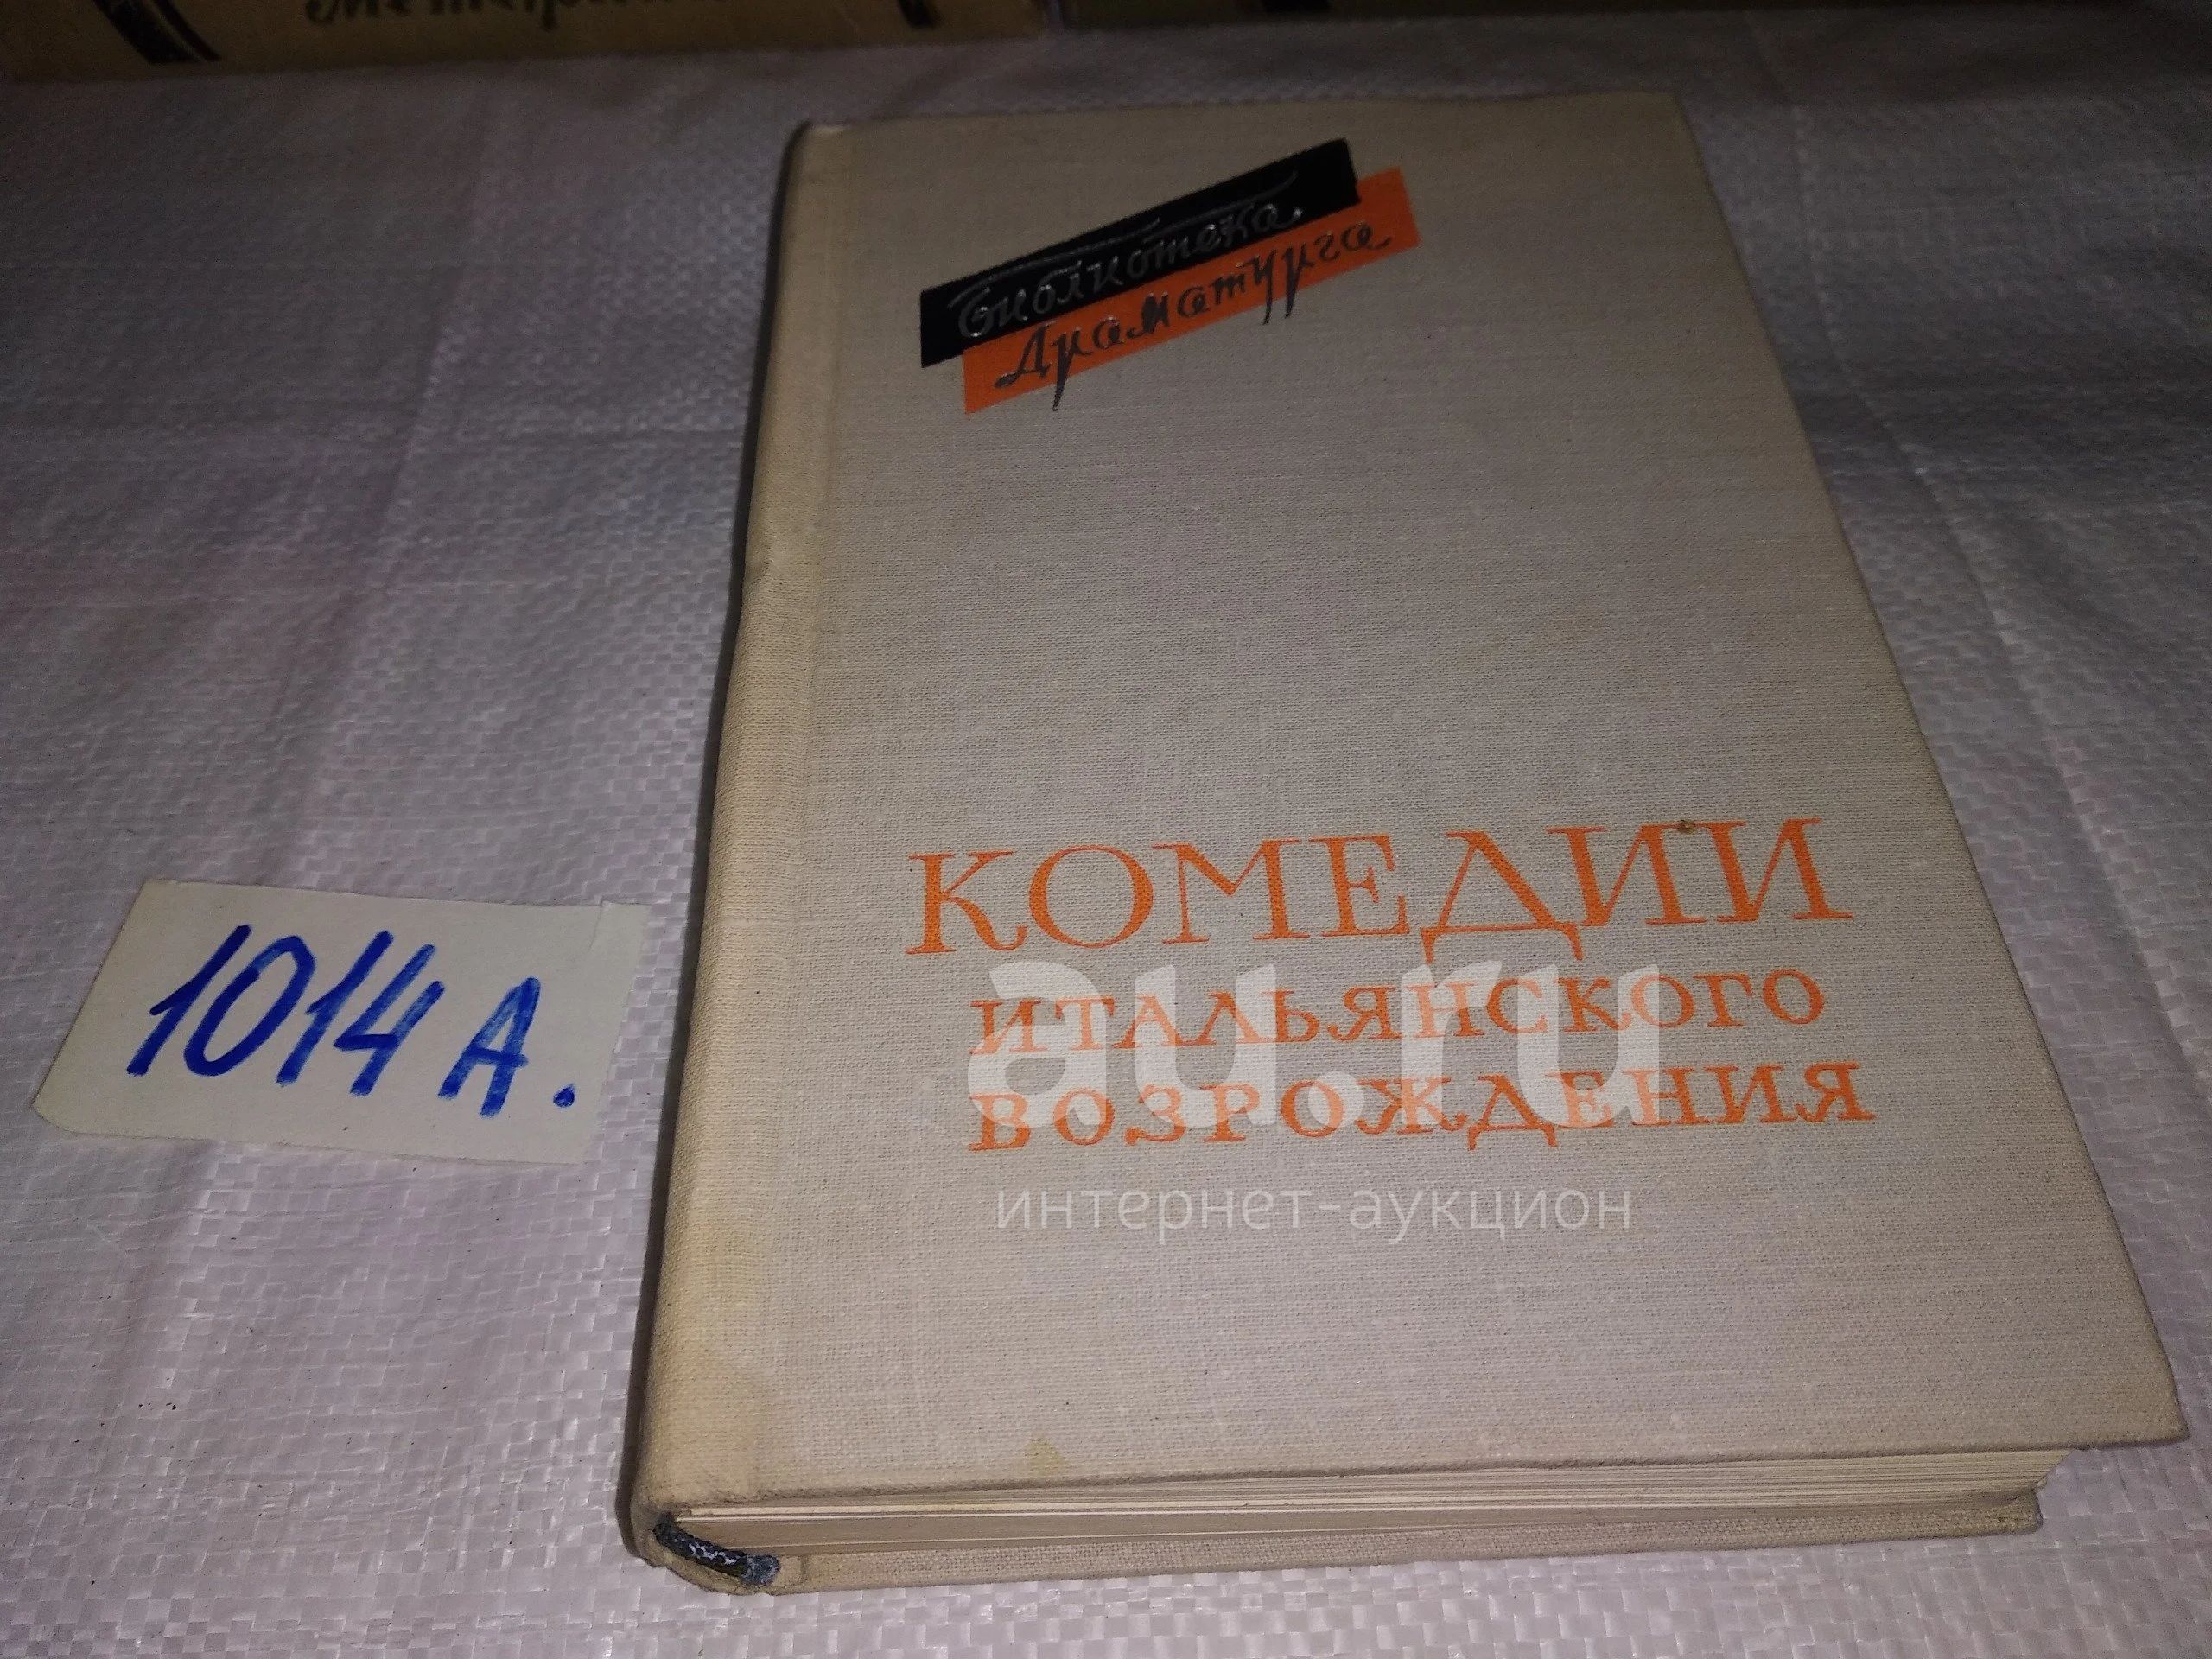 Библиотека
Драматурга
КОМЕДИИ
ИТАЛЬЯНСКОГО
ВОЗРОЖДЕНИЯ
au.ru
интернет-аукцион
1014 А.